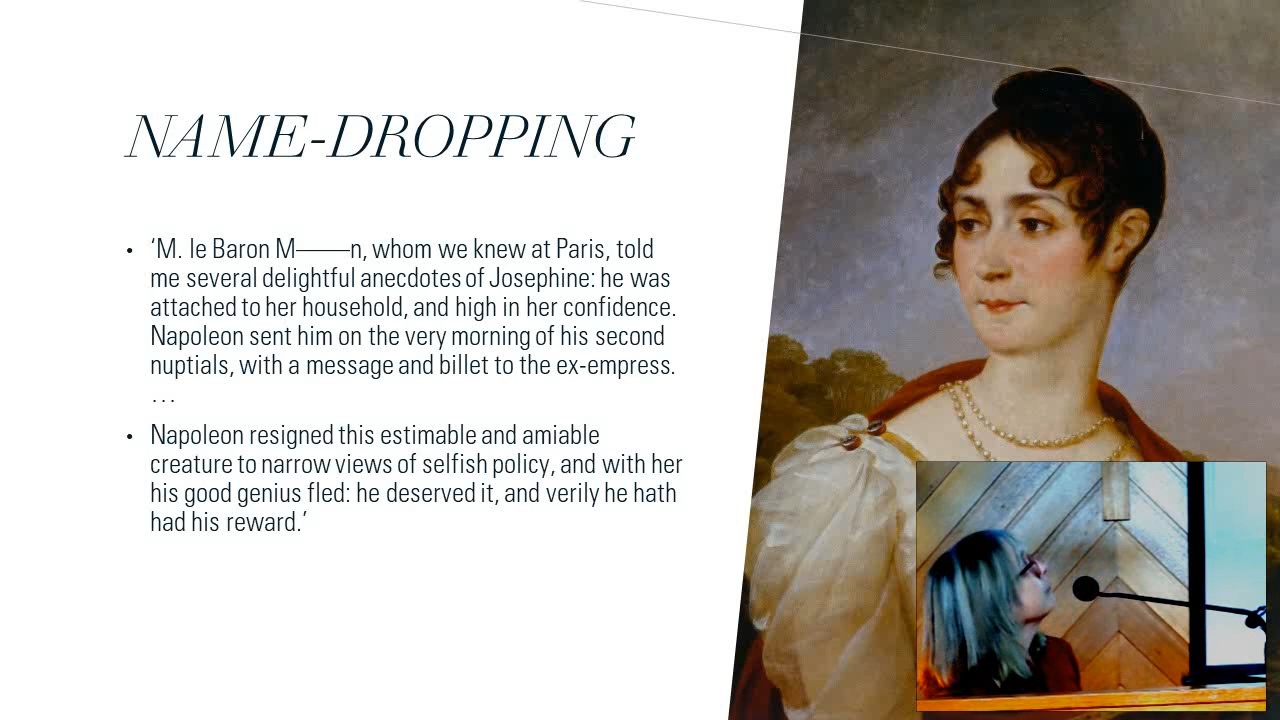 NAME-DROPPING
• ‘M. le Baron M——n, whom we knew at Paris, told
me several delightful anecdotes of Josephine: he was
attached to her household, and high in her confidence.
Napoleon sent him on the very morning of his second
nuptials, with a message and billet to the ex-empress.
…
• Napoleon resigned this estimable and amiable
creature to narrow views of selfish policy, and with her
his good genius fled: he deserved it, and verily he hath
had his reward.’